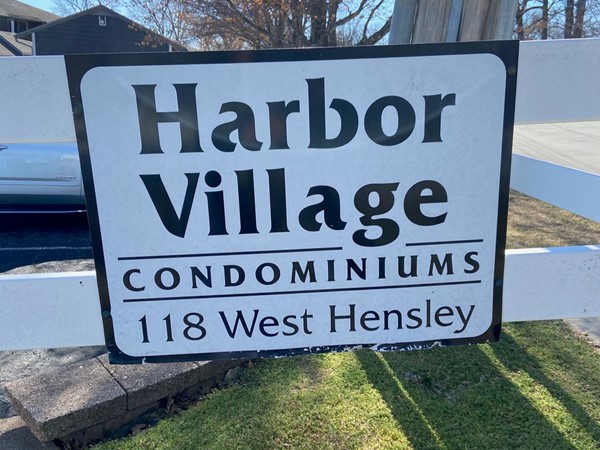 Harbor
Village
CONDOMINIUMS
118 West Hensley